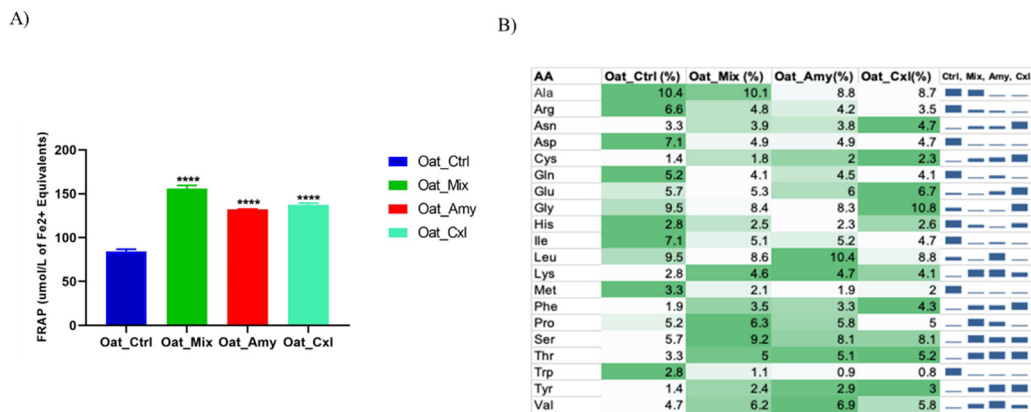 A)
FRAP (umol/L of Fe2+ Equivalents
200
150
100
50
0
****
****
****
Oat_Ctrl
Oat_Mix
Oat_Amy
Oat_Cxl
Oat_Ctrl
Oat_Mix
Oat_Amy
Oat_Cxl
B)
AA Oat_Ctrl (%) Oat_Mix (%) Oat_Amy(%) Oat_Cxl(%) Ctrl, Mix, Amy, Cxl
Ala 10.4 10.1 8.8 8.7
Arg 6.6 4.8 4.2 3.5
Asn 3.3 3.9 3.8 4.7
Asp 7.1 4.9 4.9 4.7
Cys 1.4 1.8 2 2.3
Gln 5.2 4.1 4.5 4.1
Glu 5.7 5.3 6 6.7
Gly 9.5 8.4 8.3 10.8
His 2.8 2.5 2.3 2.6
Ile 7.1 5.1 5.2 4.7
Leu 9.5 8.6 10.4 8.8
Lys 2.8 4.6 4.7 4.1
Met 3.3 2.1 1.9 2
Phe 1.9 3.5 3.3 4.3
Pro 5.2 6.3 5.8 5
Ser 5.7 9.2 8.1 8.1
Thr 3.3 5 5.1 5.2
Trp 2.8 1.1 0.9 0.8
Tyr 1.4 2.4 2.9 3
Val 4.7 6.2 6.9 5.8